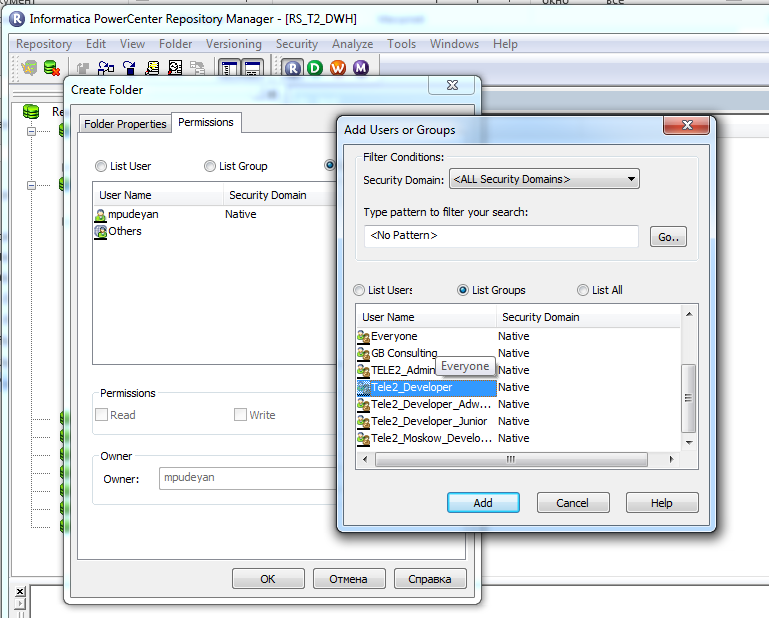 Informatica PowerCenter Repository Manager - [RS_T2_DWH]
Repository Edit View Folder Versioning Security Analyze Tools Windows Help
R D W M
Create Folder
Folder Properties Permissions
List User List Group
User Name Security Domain
mpudeyan Native
Others
Permissions
Read Write
Owner
Owner: mpudeyan
OK Отмена Справка
Add Users or Groups
Filter Conditions:
Security Domain: <ALL Security Domains>
Type pattern to filter your search:
<No Pattern> Go..
List Users List Groups List All
User Name Security Domain
Everyone Native
GB Consulting Native
TELE2_Admin Native
Everyone
Tele2_Developer Native
Tele2_Developer_Adw... Native
Tele2_Developer_Junior Native
Tele2_Moskow_Develo... Native
Add Cancel Help